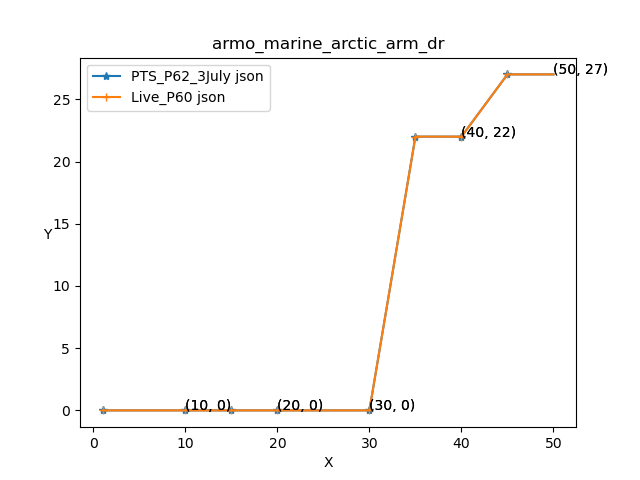 armo_marine_arctic_arm_dr
PTS_P62_3July json
Live_P60 json
(50, 27)
25
(40, 22)
20
15
Y
10
5
(10, 0) (20, 0) (30, 0)
0
0 10 20 30 40 50
X